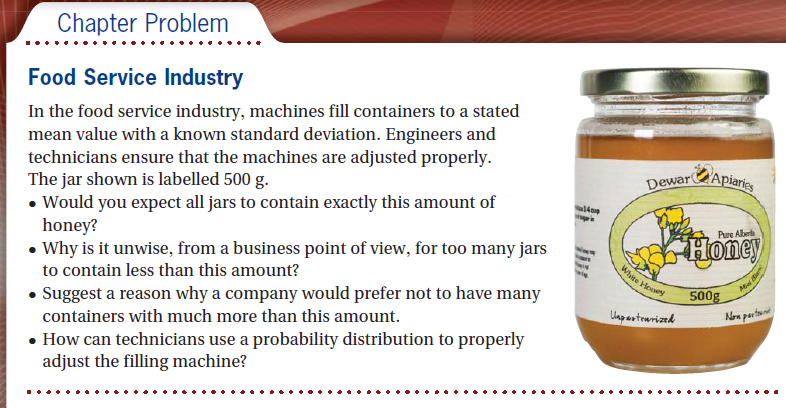 Chapter Problem
Food Service Industry
In the food service industry, machines fill containers to a stated
mean value with a known standard deviation. Engineers and
technicians ensure that the machines are adjusted properly.
The jar shown is labelled 500 g.
• Would you expect all jars to contain exactly this amount of
honey?
• Why is it unwise, from a business point of view, for too many jars
to contain less than this amount?
• Suggest a reason why a company would prefer not to have many
containers with much more than this amount.
• How can technicians use a probability distribution to properly
adjust the filling machine?
Dewar Apiaries
Pure Alberta
Honey
White Honey
500g
Miel Blanc
Unpasteurized
Non